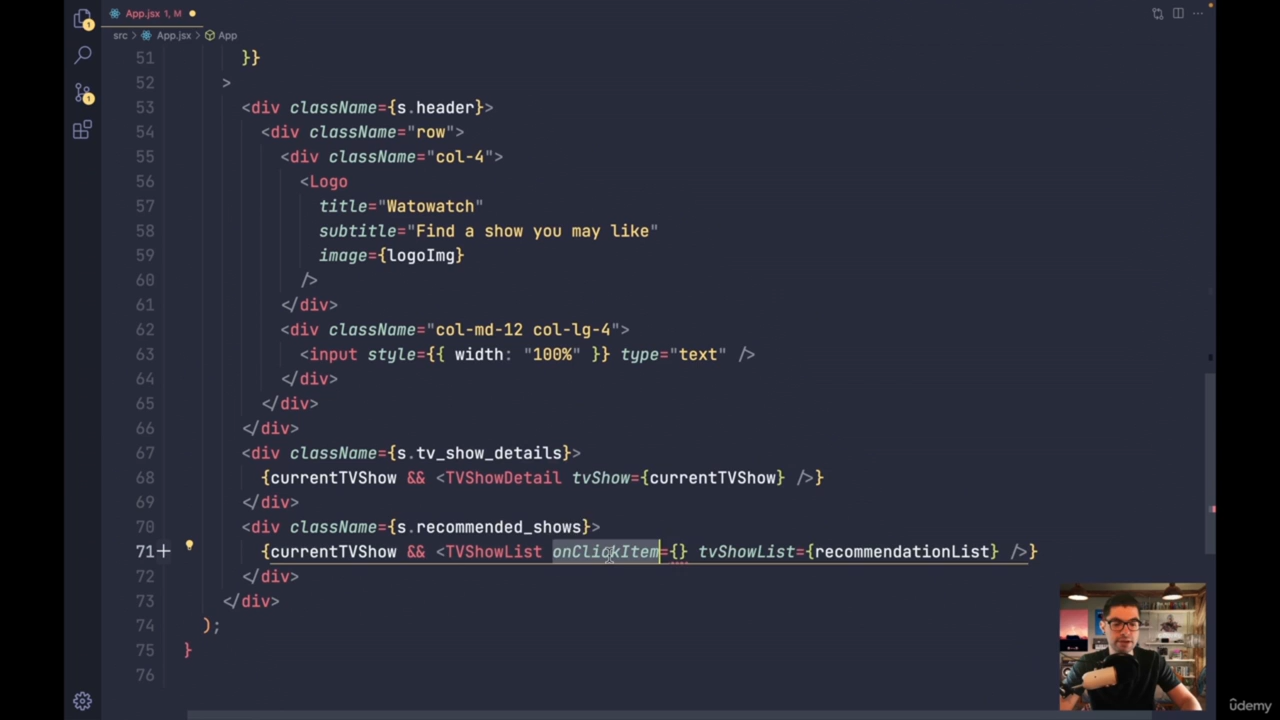 App.jsx 1, M
src > App.jsx > App
51 }}
52 >
53 <div className={s.header}>
54 <div className="row">
55 <div className="col-4">
56 <Logo
57 title="Watowatch"
58 subtitle="Find a show you may like"
59 image={logoImg}
60 />
61 </div>
62 <div className="col-md-12 col-lg-4">
63 <input style={{ width: "100%" }} type="text" />
64 </div>
65 </div>
66 </div>
67 <div className={s.tv_show_details}>
68 {currentTVShow && <TVShowDetail tvShow={currentTVShow} />}
69 </div>
70 <div className={s.recommended_shows}>
71 {currentTVShow && <TVShowList onClickItem={} tvShowList={recommendationList} />}
72 </div>
73 </div>
74 );
75 }
76
1
1
ûdemy